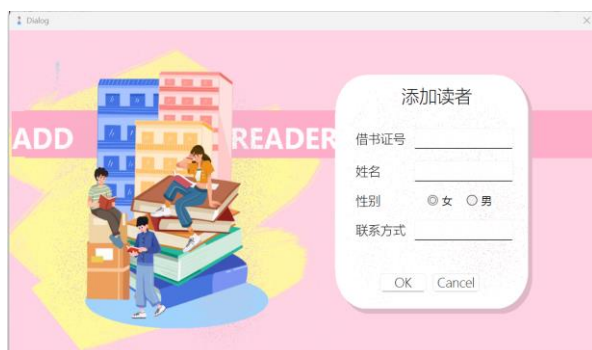 Dialog
ADD READER
添加读者
借书证号
姓名
性别 女 男
联系方式
OK Cancel